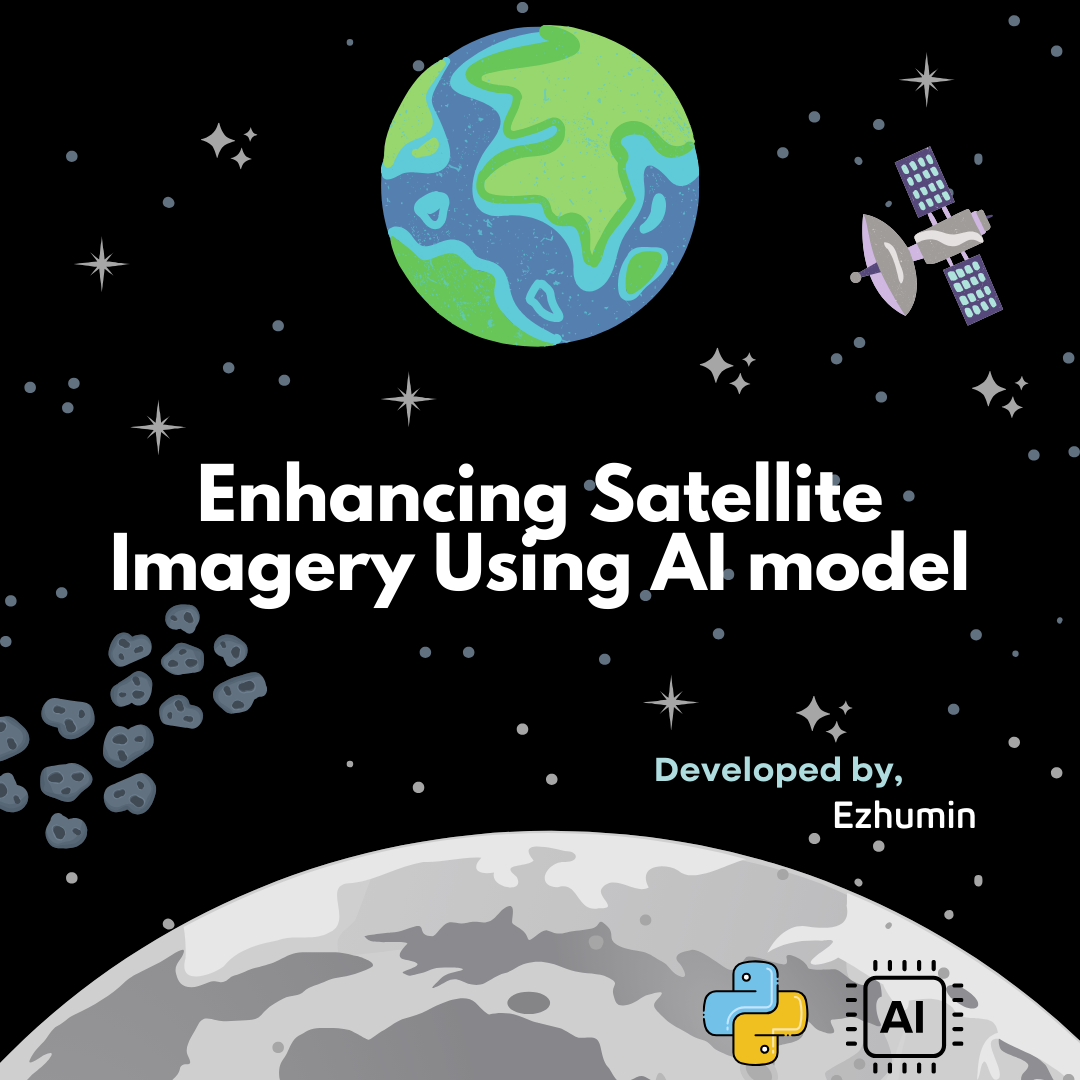 Enhancing Satellite
Imagery Using AI model
Developed by,
Ezhumin
AI